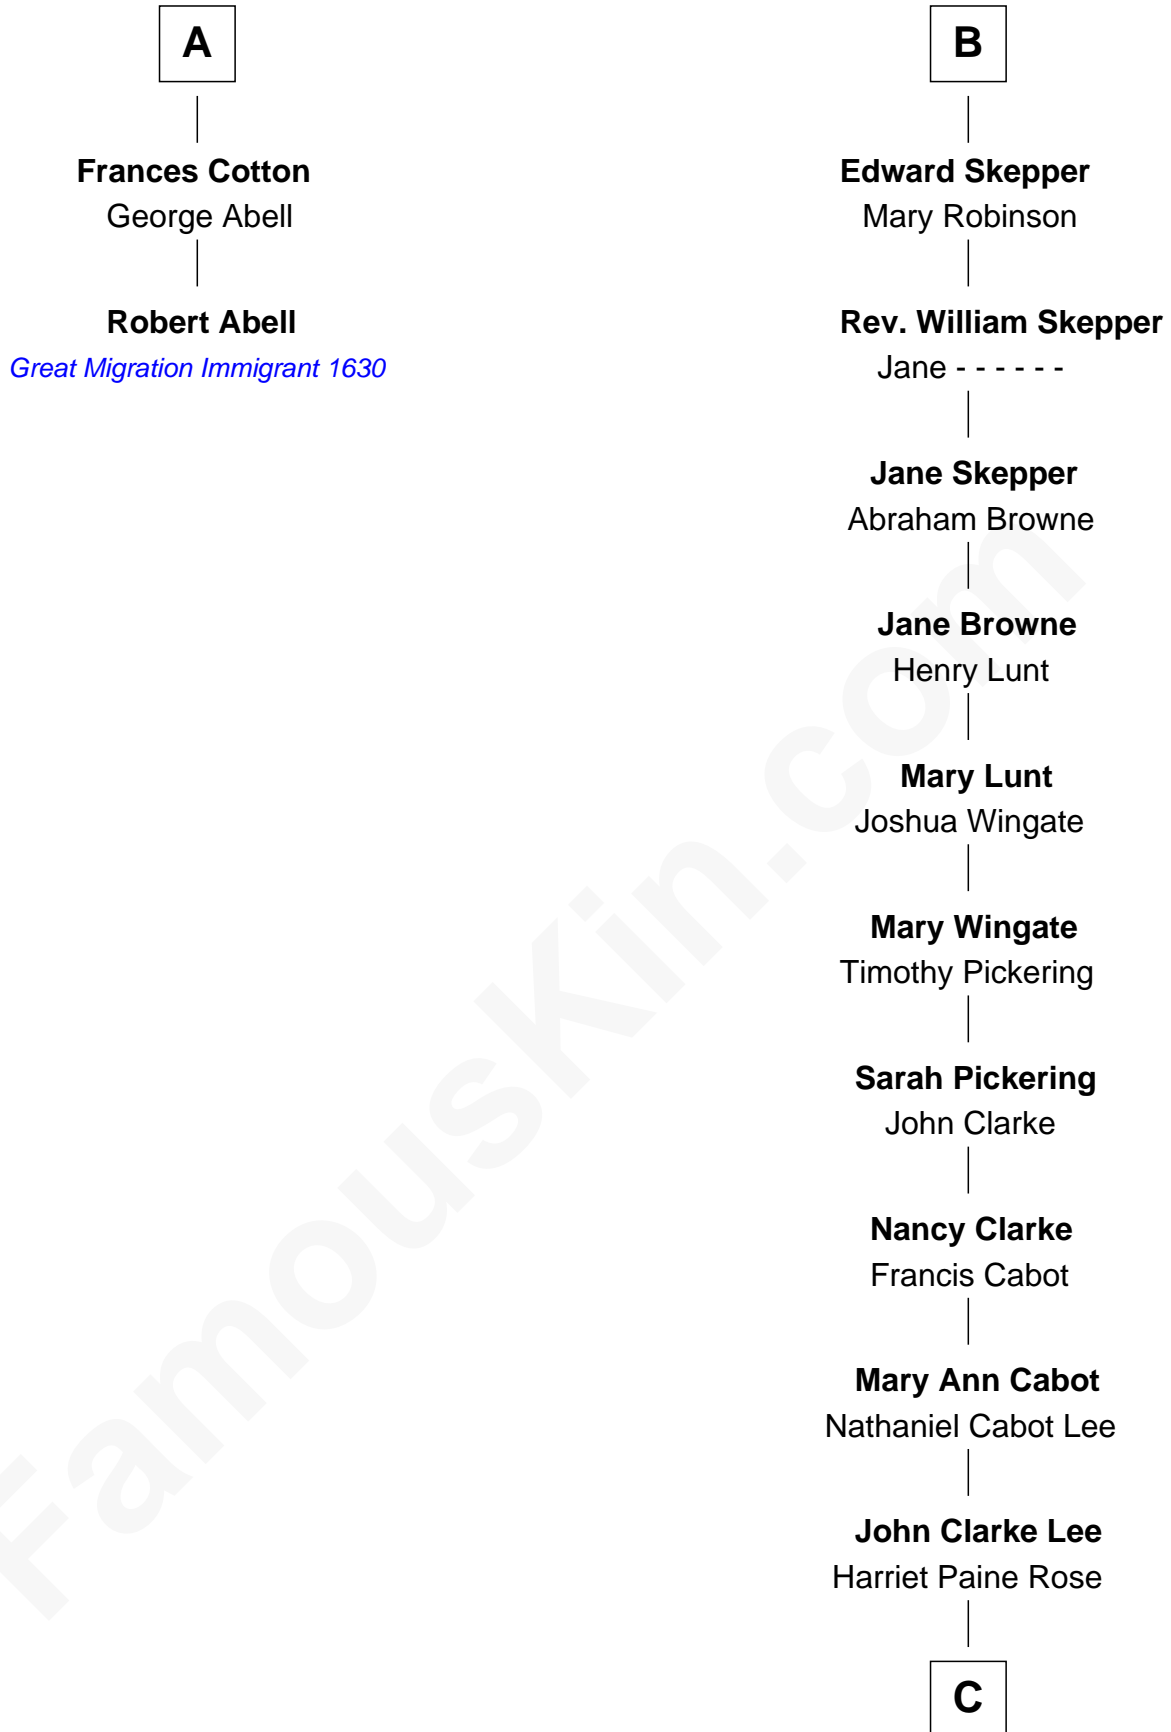 A
Frances Cotton
George Abell
Robert Abell
Great Migration Immigrant 1630
B
Edward Skepper
Mary Robinson
Rev. William Skepper
Jane - - - - - -
Jane Skepper
Abraham Browne
Jane Browne
Henry Lunt
Mary Lunt
Joshua Wingate
Mary Wingate
Timothy Pickering
Sarah Pickering
John Clarke
Nancy Clarke
Francis Cabot
Mary Ann Cabot
Nathaniel Cabot Lee
John Clarke Lee
Harriet Paine Rose
C
FamousKin.com